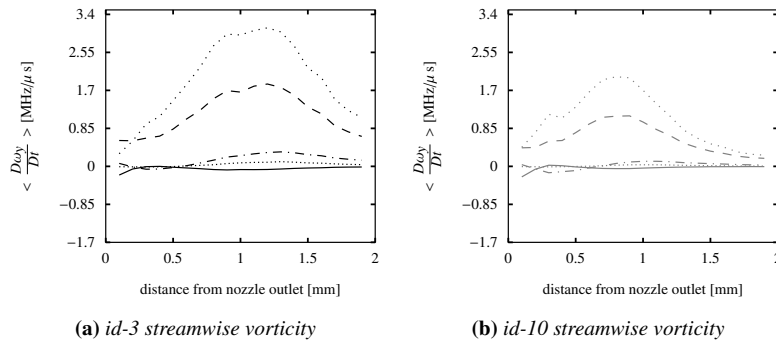 3.4
2.55
1.7
0.85
0
−0.85
−1.7
< Dωy/Dt > [MHz/μ s]
0 0.5 1 1.5 2
distance from nozzle outlet [mm]
(a) id-3 streamwise vorticity
3.4
2.55
1.7
0.85
0
−0.85
−1.7
< Dωy/Dt > [MHz/μ s]
0 0.5 1 1.5 2
distance from nozzle outlet [mm]
(b) id-10 streamwise vorticity